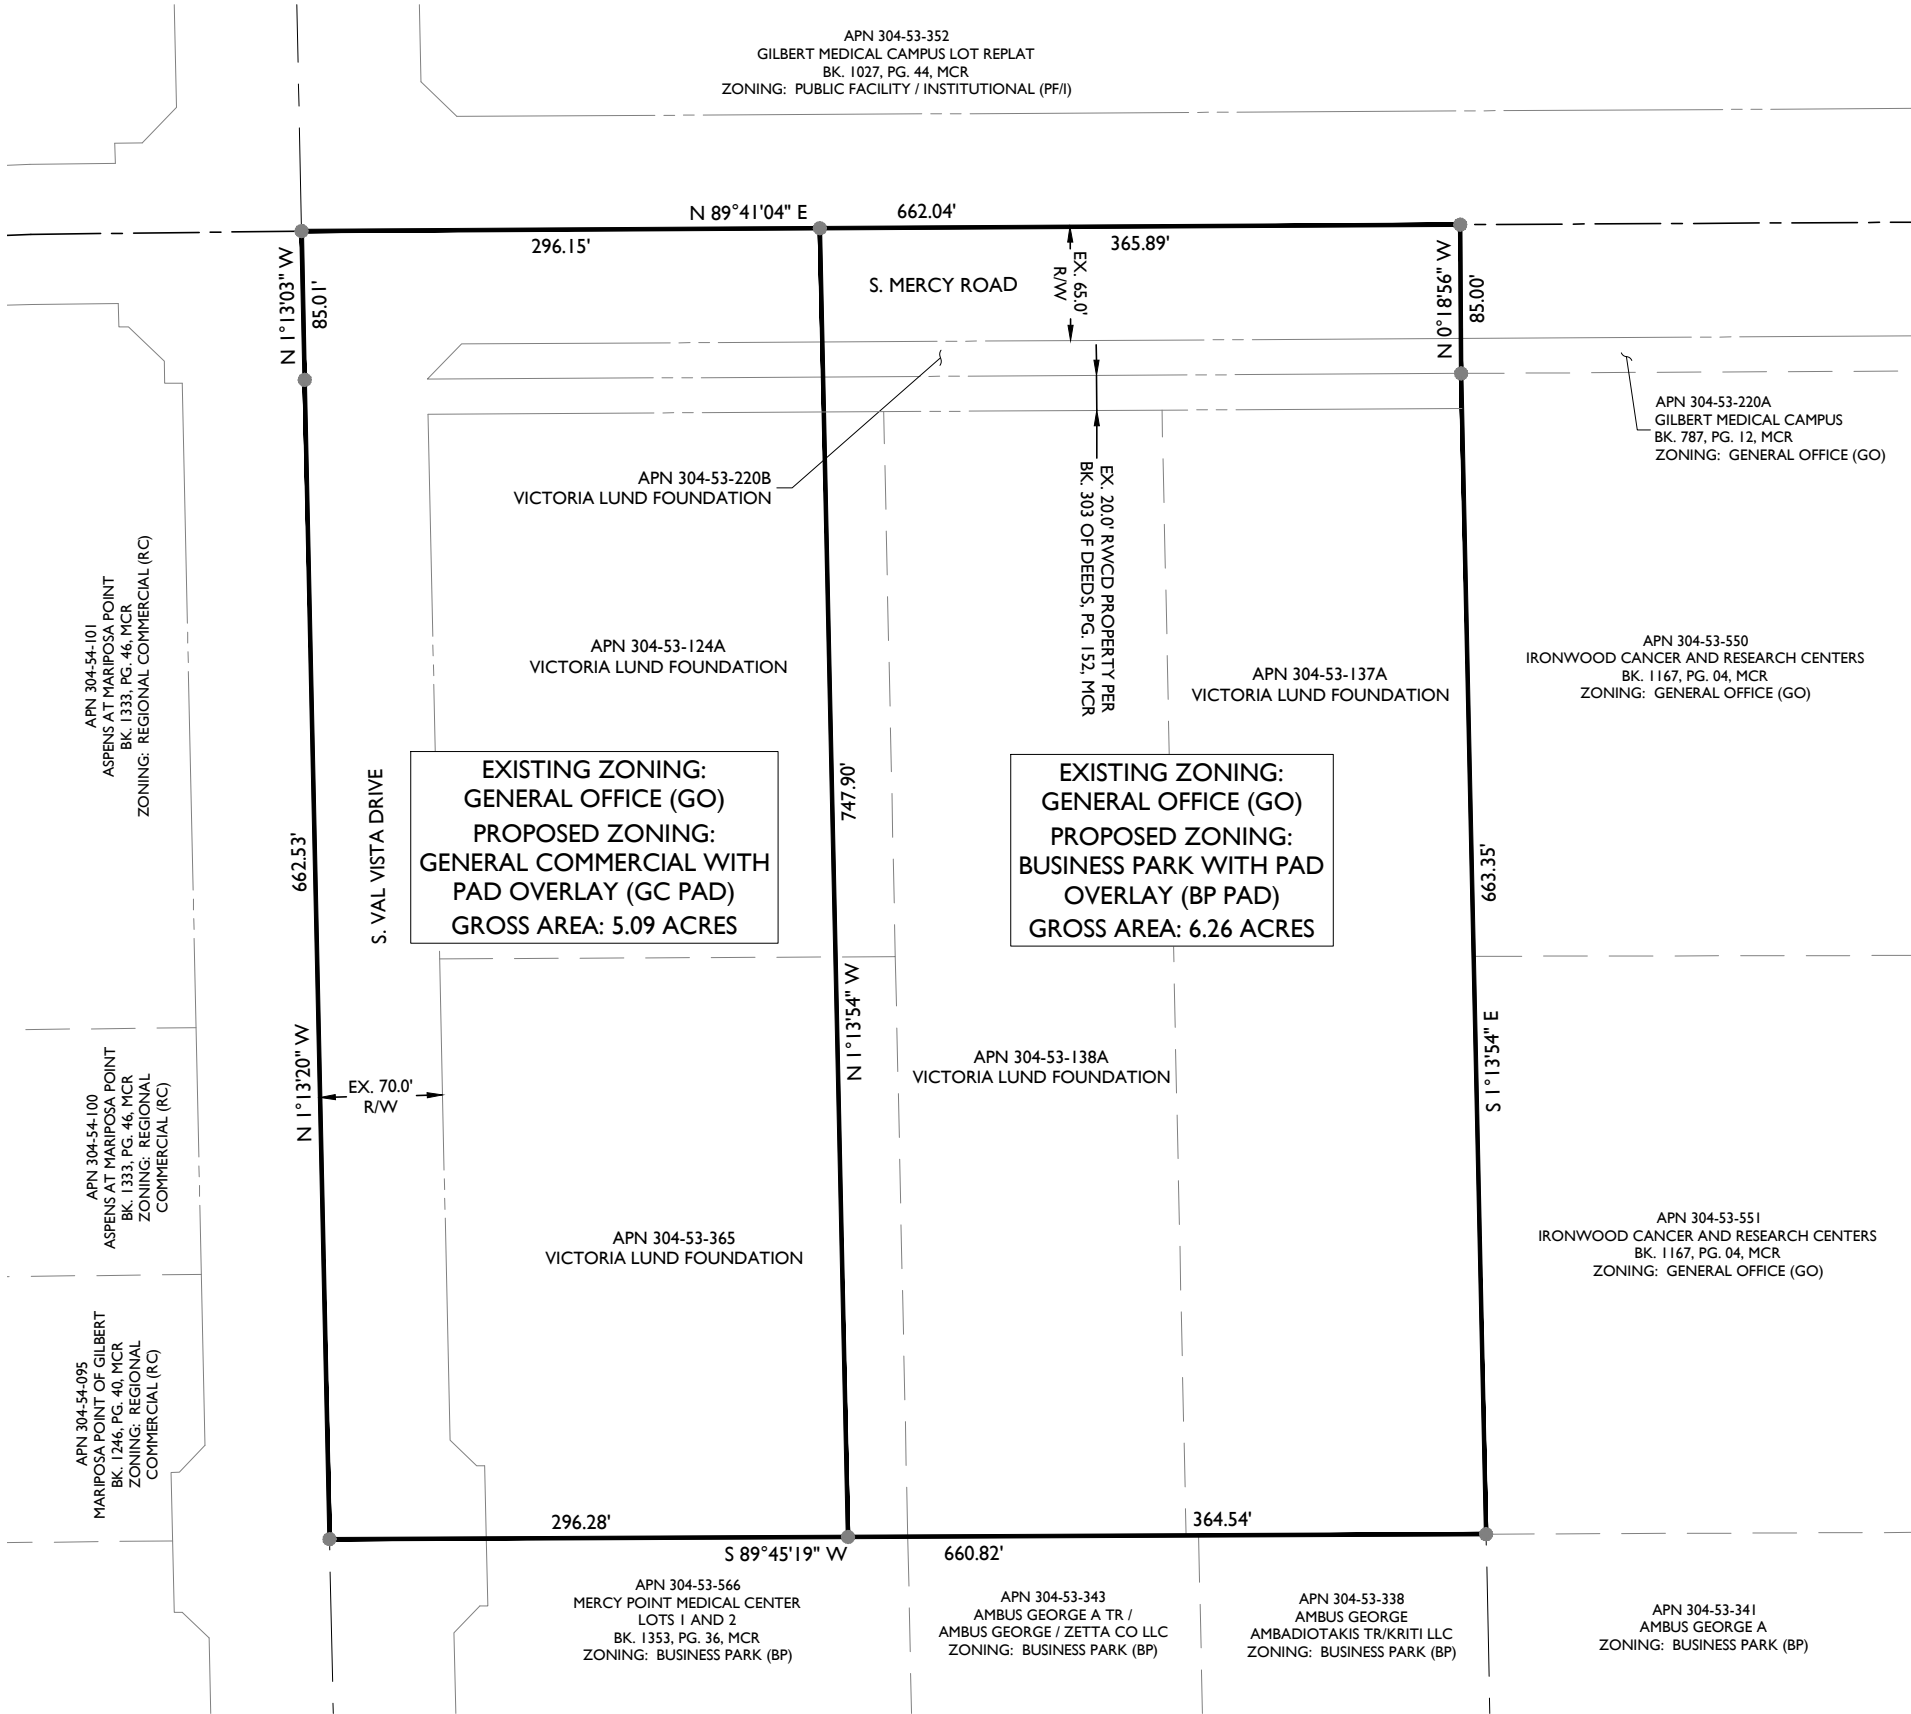 APN 304-53-352
GILBERT MEDICAL CAMPUS LOT REPLAT
BK. 1027, PG. 44, MCR
ZONING: PUBLIC FACILITY / INSTITUTIONAL (PF/I)
N 89°41'04" E
662.04'
296.15'
365.89'
N 1°13'03" W
85.01'
S. MERCY ROAD
EX. 65.0'
R/W
N 0°18'56" W
85.00'
APN 304-53-220A
GILBERT MEDICAL CAMPUS
BK. 787, PG. 12, MCR
ZONING: GENERAL OFFICE (GO)
APN 304-53-220B
VICTORIA LUND FOUNDATION
EX. 20.0' RWCD PROPERTY PER
BK. 303 OF DEEDS, PG. 152, MCR
APN 304-54-101
ASPENS AT MARIPOSA POINT
BK. 1333, PG. 46, MCR
ZONING: REGIONAL COMMERCIAL (RC)
APN 304-53-124A
VICTORIA LUND FOUNDATION
APN 304-53-137A
VICTORIA LUND FOUNDATION
APN 304-53-550
IRONWOOD CANCER AND RESEARCH CENTERS
BK. 1167, PG. 04, MCR
ZONING: GENERAL OFFICE (GO)
662.53'
S. VAL VISTA DRIVE
EXISTING ZONING:
GENERAL OFFICE (GO)
PROPOSED ZONING:
GENERAL COMMERCIAL WITH
PAD OVERLAY (GC PAD)
GROSS AREA: 5.09 ACRES
747.90'
EXISTING ZONING:
GENERAL OFFICE (GO)
PROPOSED ZONING:
BUSINESS PARK WITH PAD
OVERLAY (BP PAD)
GROSS AREA: 6.26 ACRES
663.35'
N 1°13'20" W
EX. 70.0'
R/W
N 1°13'54" W
APN 304-53-138A
VICTORIA LUND FOUNDATION
S 1°13'54" E
APN 304-54-100
ASPENS AT MARIPOSA POINT
BK. 1333, PG. 46, MCR
ZONING: REGIONAL
COMMERCIAL (RC)
APN 304-53-365
VICTORIA LUND FOUNDATION
APN 304-53-551
IRONWOOD CANCER AND RESEARCH CENTERS
BK. 1167, PG. 04, MCR
ZONING: GENERAL OFFICE (GO)
APN 304-54-095
MARIPOSA POINT OF GILBERT
BK. 1246, PG. 40, MCR
ZONING: REGIONAL
COMMERCIAL (RC)
296.28'
364.54'
S 89°45'19" W
660.82'
APN 304-53-566
MERCY POINT MEDICAL CENTER
LOTS 1 AND 2
BK. 1353, PG. 36, MCR
ZONING: BUSINESS PARK (BP)
APN 304-53-343
AMBUS GEORGE A TR /
AMBUS GEORGE / ZETTA CO LLC
ZONING: BUSINESS PARK (BP)
APN 304-53-338
AMBUS GEORGE
AMBADIOTAKIS TR/KRITI LLC
ZONING: BUSINESS PARK (BP)
APN 304-53-341
AMBUS GEORGE A
ZONING: BUSINESS PARK (BP)